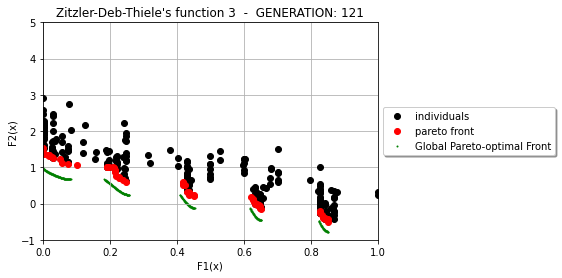 Zitzler-Deb-Thiele's function 3 - GENERATION: 121
5
4
3
2
1
0
−1
F2(x)
0.0 0.2 0.4 0.6 0.8 1.0
F1(x)
individuals
pareto front
Global Pareto-optimal Front